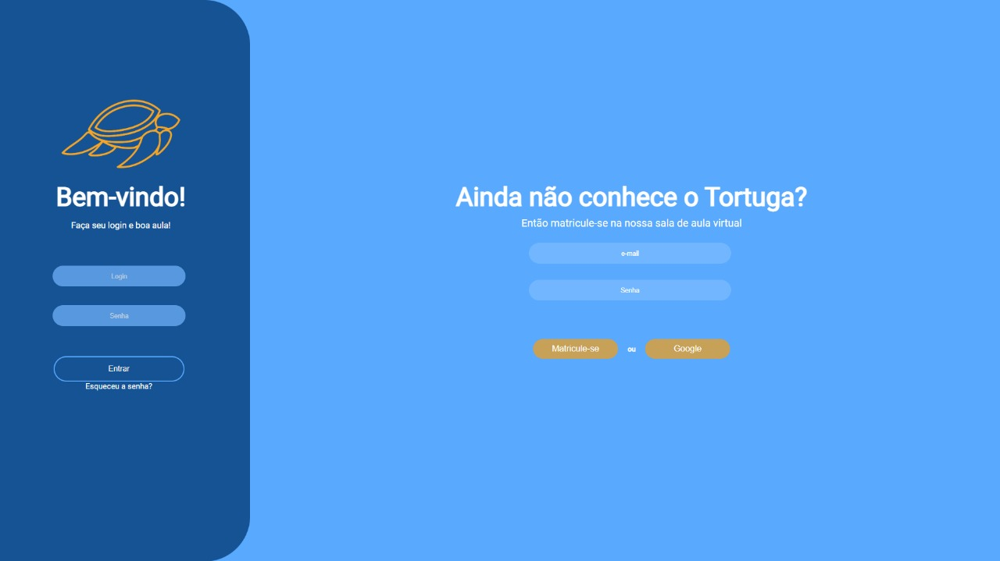 Bem-vindo!
Faça seu login e boa aula!
Login
Senha
Entrar
Esqueceu a senha?
Ainda não conhece o Tortuga?
Então matricule-se na nossa sala de aula virtual
e-mail
Senha
Matricule-se ou Google